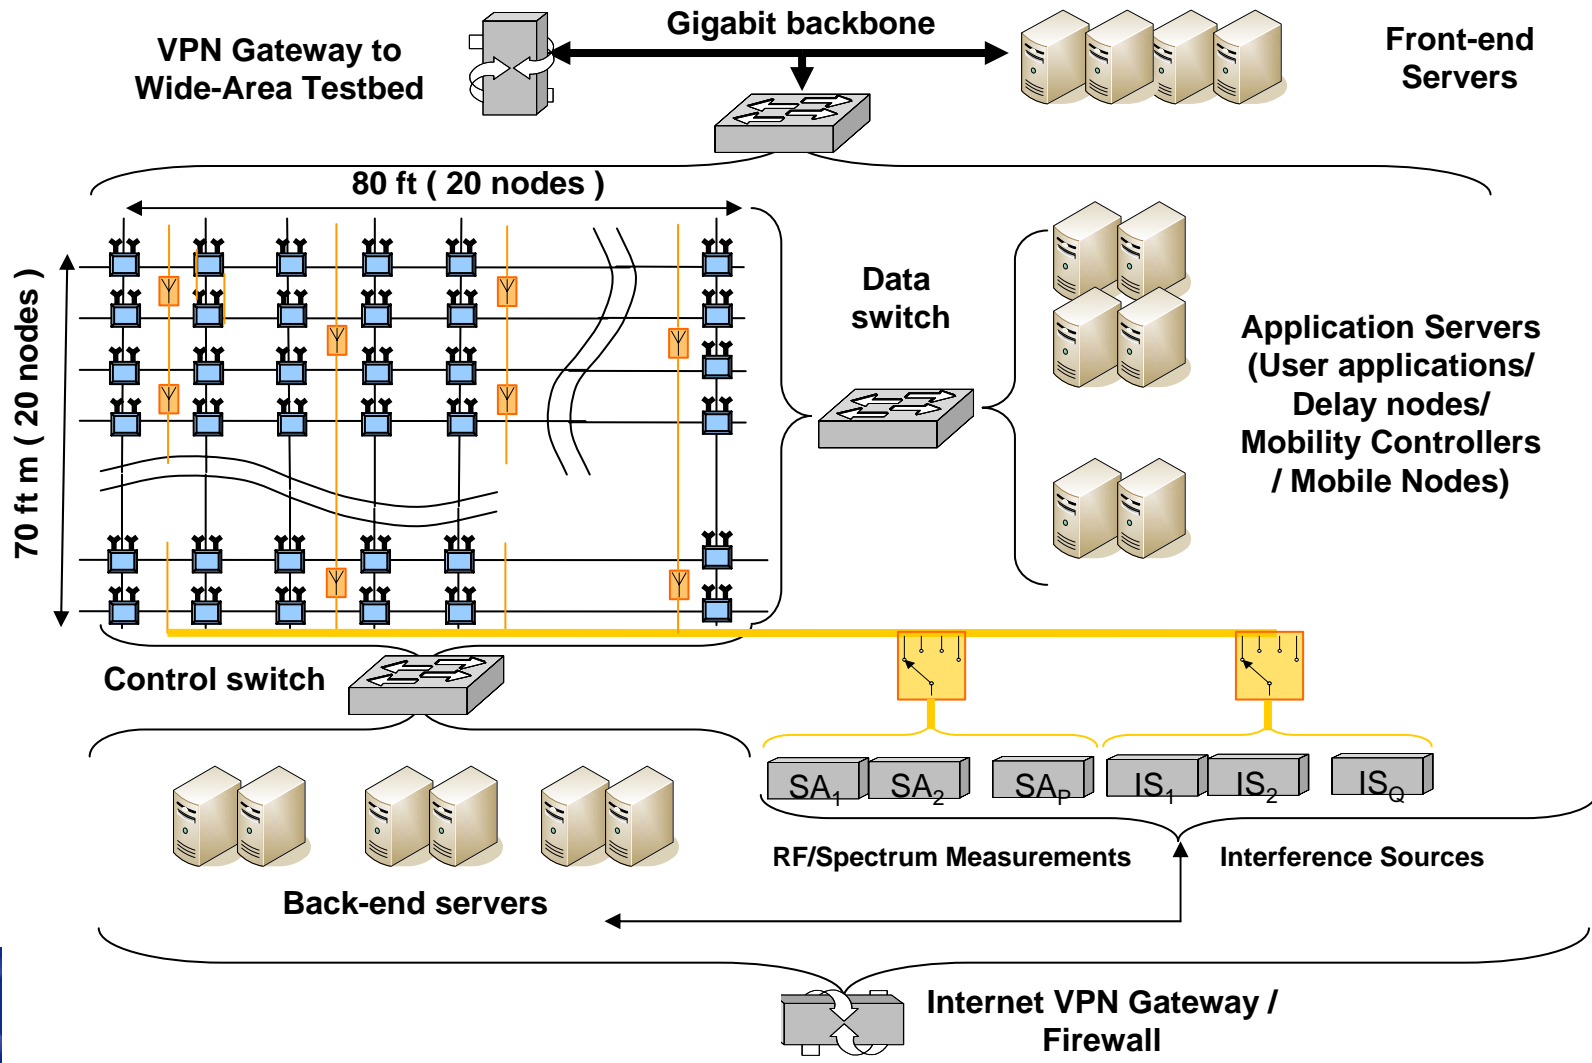 Gigabit backbone
VPN Gateway to
Wide-Area Testbed
Front-end
Servers
80 ft ( 20 nodes )
70 ft m ( 20 nodes )
Data
switch
Application Servers
(User applications/
Delay nodes/
Mobility Controllers
/ Mobile Nodes)
Control switch
SA1
SA2
SAP
IS1
IS2
ISQ
RF/Spectrum Measurements
Interference Sources
Back-end servers
Internet VPN Gateway /
Firewall